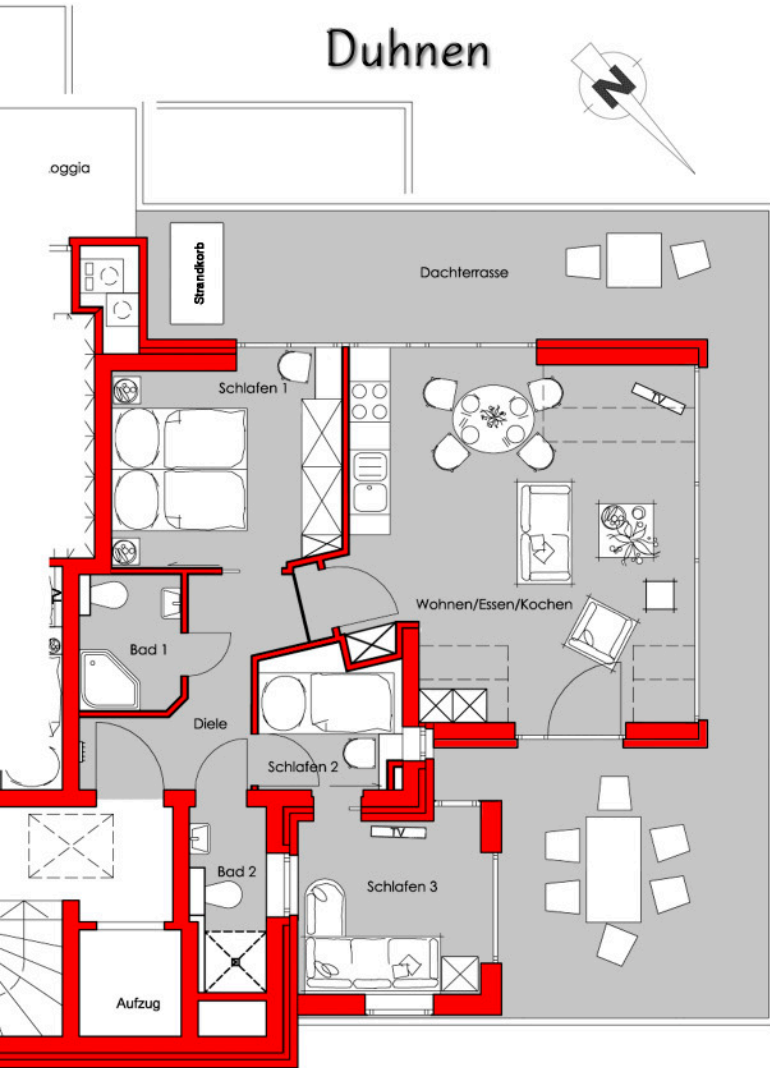 Duhnen
N
oggia
Strandkorb
Dachterrasse
Schlafen 1
TV
Wohnen/Essen/Kochen
TV
Bad 1
Diele
Schlafen 2
TV
Bad 2
Schlafen 3
Aufzug